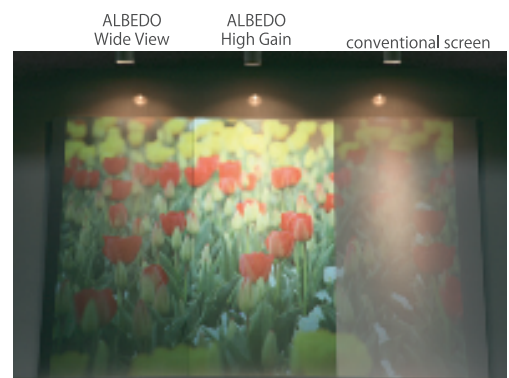 ALBEDO
Wide View
ALBEDO
High Gain
conventional screen